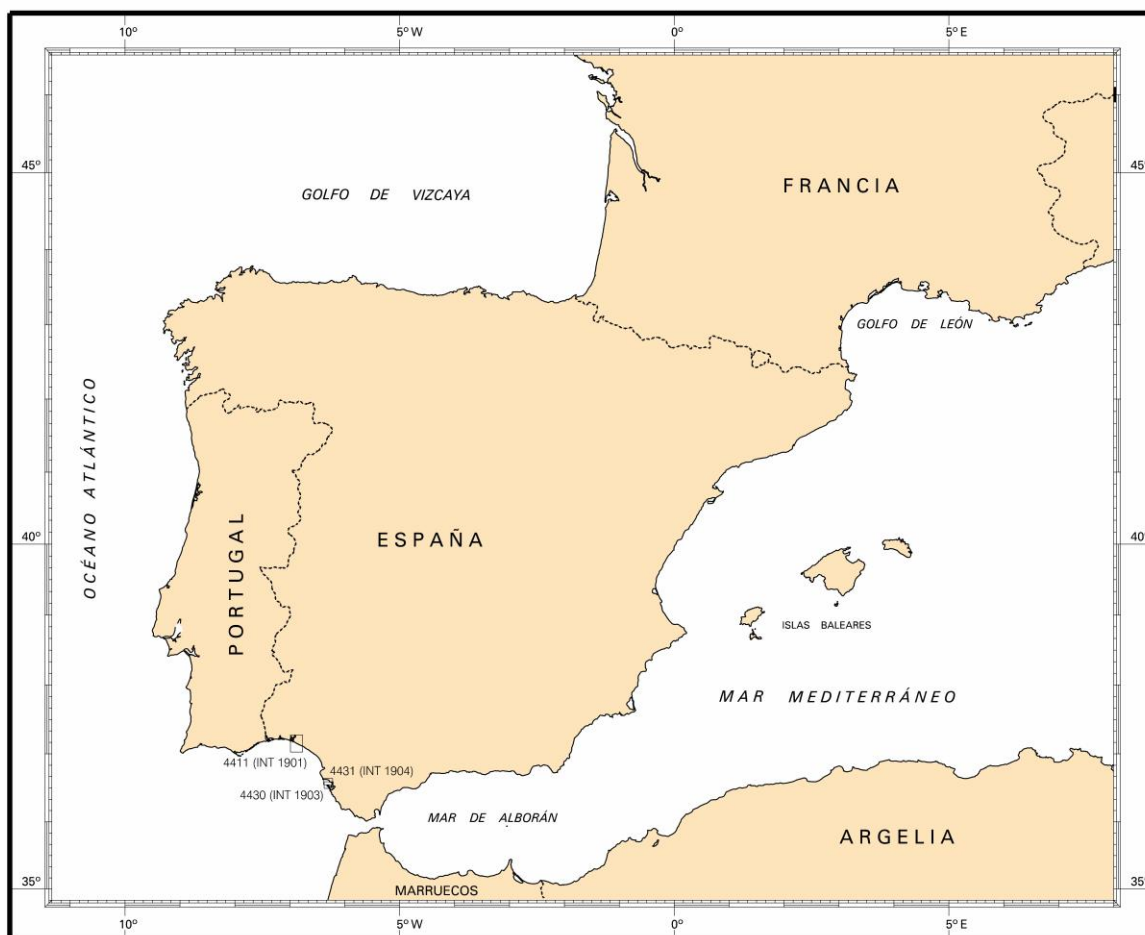 10°
5° W
0°
5° E
45°
45°
GOLFO DE VIZCAYA
FRANCIA
GOLFO DE LEÓN
OCÉANO ATLÁNTICO
40°
40°
ESPAÑA
PORTUGAL
ISLAS BALEARES
MAR MEDITERRÁNEO
4411 (INT 1901)
4431 (INT 1904)
4430 (INT 1903)
MAR DE ALBORÁN
ARGELIA
MARRUECOS
35°
35°
10°
5° W
0°
5° E